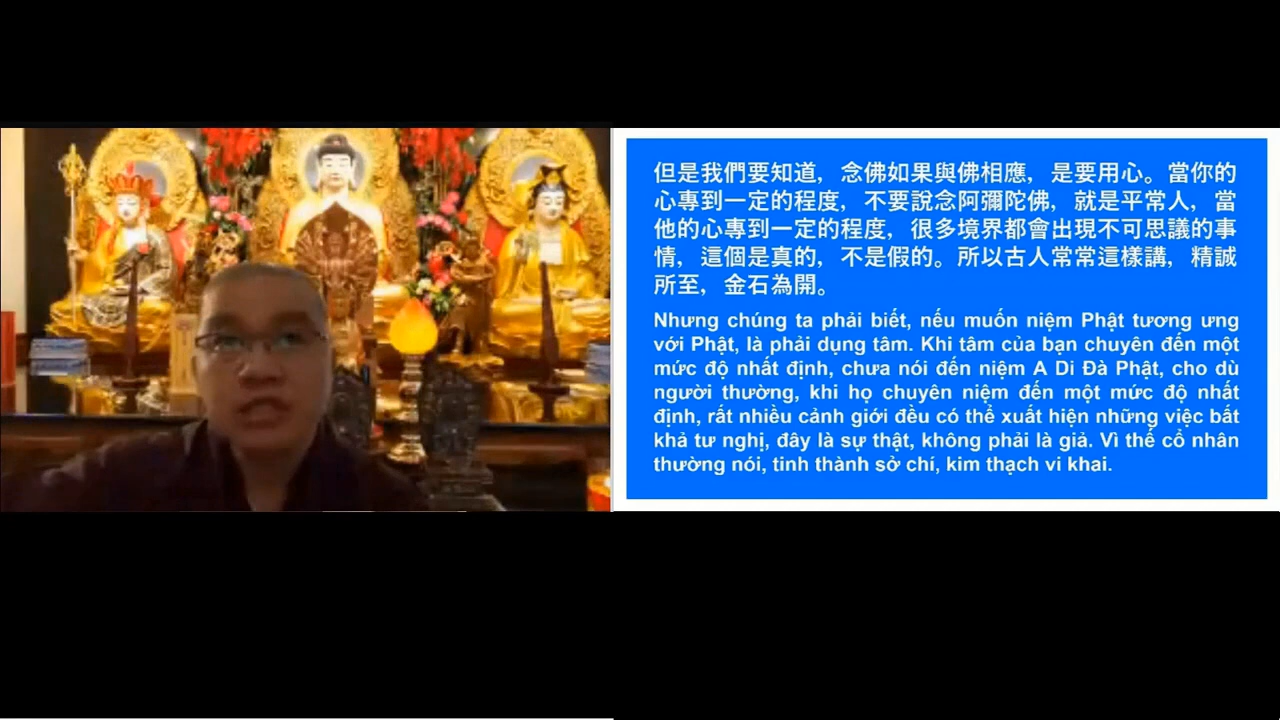 但是我們要知道，念佛如果與佛相應，是要用心。當你的
心專到一定的程度，不要說念阿彌陀佛，就是平常人，當
他的心專到一定的程度，很多境界都會出現不可思議的事
情，這個是真的，不是假的。所以古人常常這樣講，精誠
所至，金石為開。
Nhưng chúng ta phải biết, nếu muốn niệm Phật tương ưng
với Phật, là phải dụng tâm. Khi tâm của bạn chuyên đến một
mức độ nhất định, chưa nói đến niệm A Di Đà Phật, cho dù
người thường, khi họ chuyên niệm đến một mức độ nhất
định, rất nhiều cảnh giới đều có thể xuất hiện những việc bất
khả tư nghị, đây là sự thật, không phải là giả. Vì thế cổ nhân
thường nói, tinh thành sở chí, kim thạch vi khai.